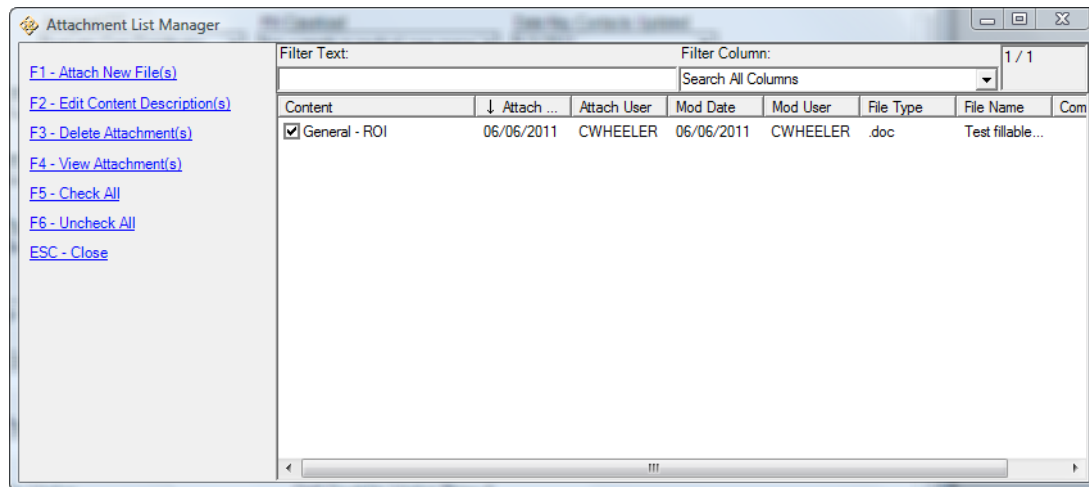 Attachment List Manager
F1 - Attach New File(s)
F2 - Edit Content Description(s)
F3 - Delete Attachment(s)
F4 - View Attachment(s)
F5 - Check All
F6 - Uncheck All
ESC - Close
Filter Text: Filter Column: 1 / 1
Search All Columns
Content ↓ Attach ... Attach User Mod Date Mod User File Type File Name Com
General - ROI 06/06/2011 CWHEELER 06/06/2011 CWHEELER .doc Test fillable...